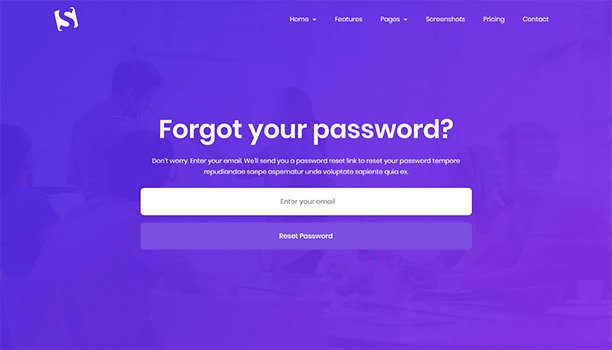 S
Home Features Pages Screenshots Pricing Contact
Forgot your password?
Don't worry. Enter your email. We'll send you a password reset link to reset your password tempore
repudiandae saepe aspernatur unde voluptate sapiente quia ex.
Enter your email
Reset Password